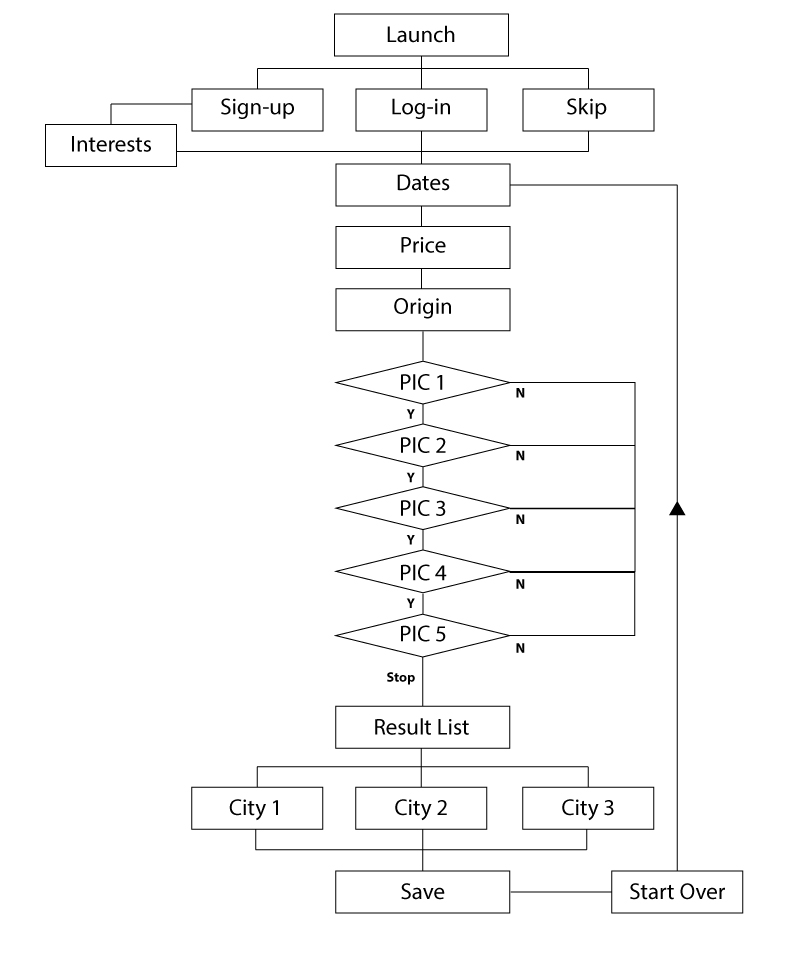 Launch
Sign-up
Log-in
Skip
Interests
Dates
Price
Origin
PIC 1
N
Y
PIC 2
N
Y
PIC 3
N
Y
PIC 4
N
Y
PIC 5
N
Stop
Result List
City 1
City 2
City 3
Save
Start Over